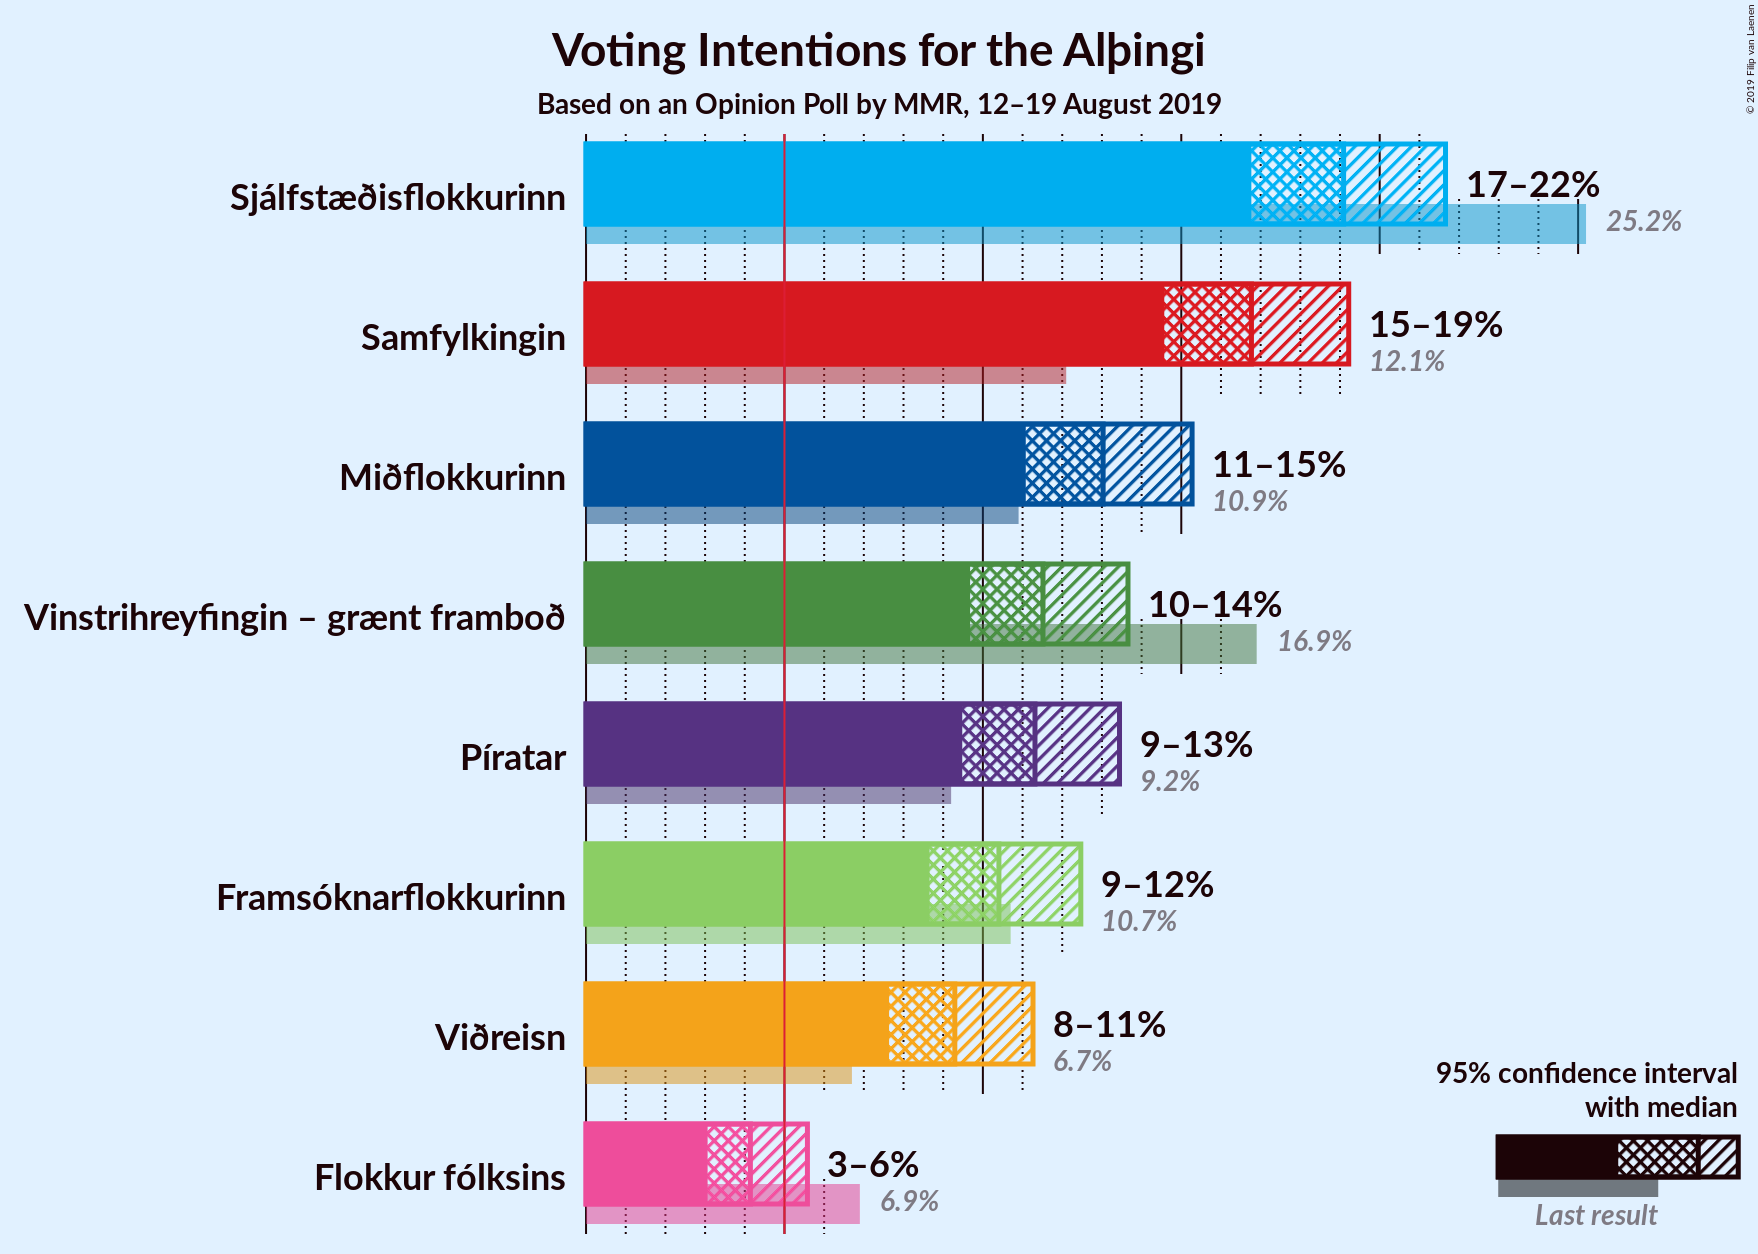 © 2019 Filip van Laenen
Voting Intentions for the Alþingi
Based on an Opinion Poll by MMR, 12–19 August 2019
Sjálfstæðisflokkurinn
17–22%
25.2%
Samfylkingin
15–19%
12.1%
Miðflokkurinn
11–15%
10.9%
Vinstrihreyfingin – grænt framboð
10–14%
16.9%
Píratar
9–13%
9.2%
Framsóknarflokkurinn
9–12%
10.7%
Viðreisn
8–11%
6.7%
Flokkur fólksins
3–6%
6.9%
95% confidence interval
with median
Last result